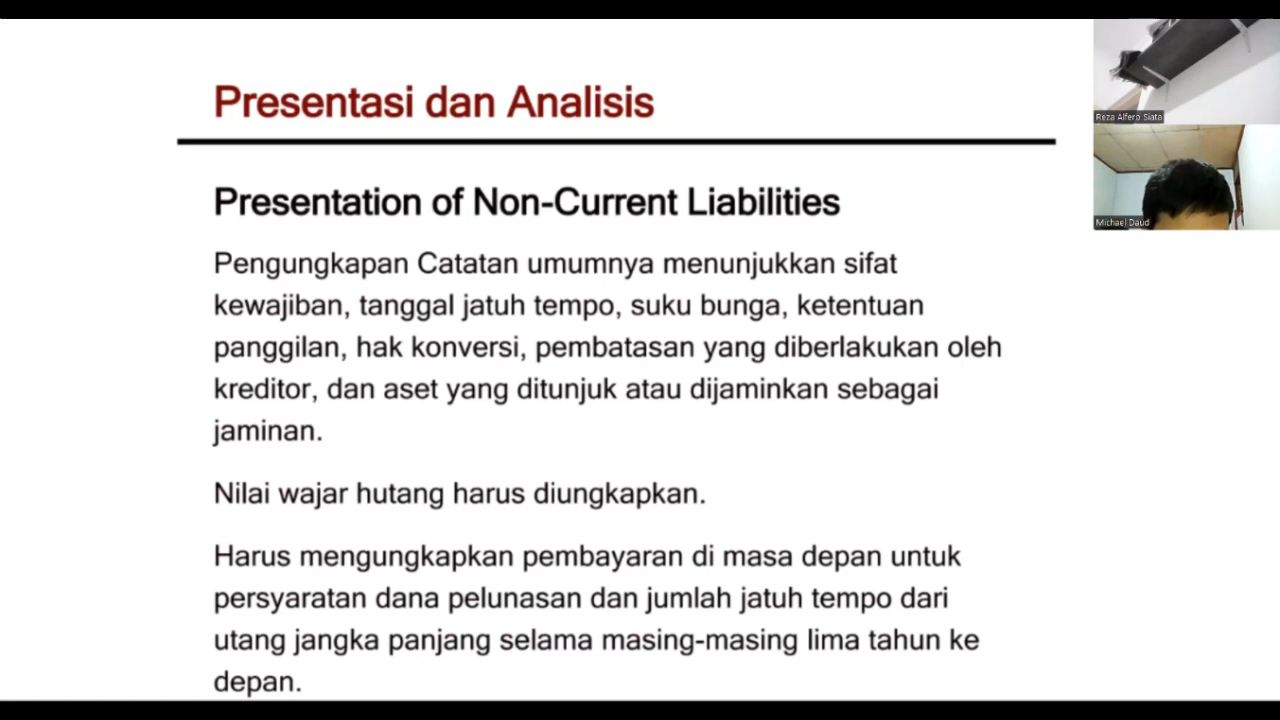 Presentasi dan Analisis
Presentation of Non-Current Liabilities
Pengungkapan Catatan umumnya menunjukkan sifat
kewajiban, tanggal jatuh tempo, suku bunga, ketentuan
panggilan, hak konversi, pembatasan yang diberlakukan oleh
kreditor, dan aset yang ditunjuk atau dijaminkan sebagai
jaminan.
Nilai wajar hutang harus diungkapkan.
Harus mengungkapkan pembayaran di masa depan untuk
persyaratan dana pelunasan dan jumlah jatuh tempo dari
utang jangka panjang selama masing-masing lima tahun ke
depan.
Reza Alfero Siata
Michael Daud